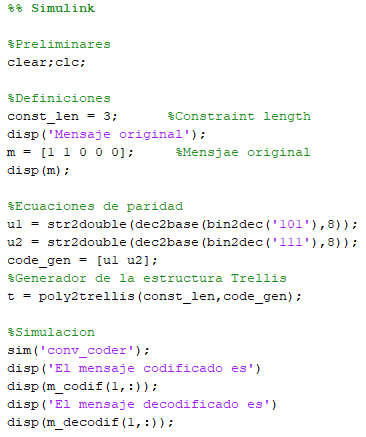 %% Simulink
%Preliminares
clear;clc;
%Definiciones
const_len = 3;      %Constraint length
disp('Mensaje original');
m = [1 1 0 0 0];     %Mensjae original
disp(m);
%Ecuaciones de paridad
u1 = str2double(dec2base(bin2dec('101'),8));
u2 = str2double(dec2base(bin2dec('111'),8));
code_gen = [u1 u2];
%Generador de la estructura Trellis
t = poly2trellis(const_len,code_gen);
%Simulacion
sim('conv_coder');
disp('El mensaje codificado es')
disp(m_codif(1,:));
disp('El mensaje decodificado es')
disp(m_decodif(1,:));